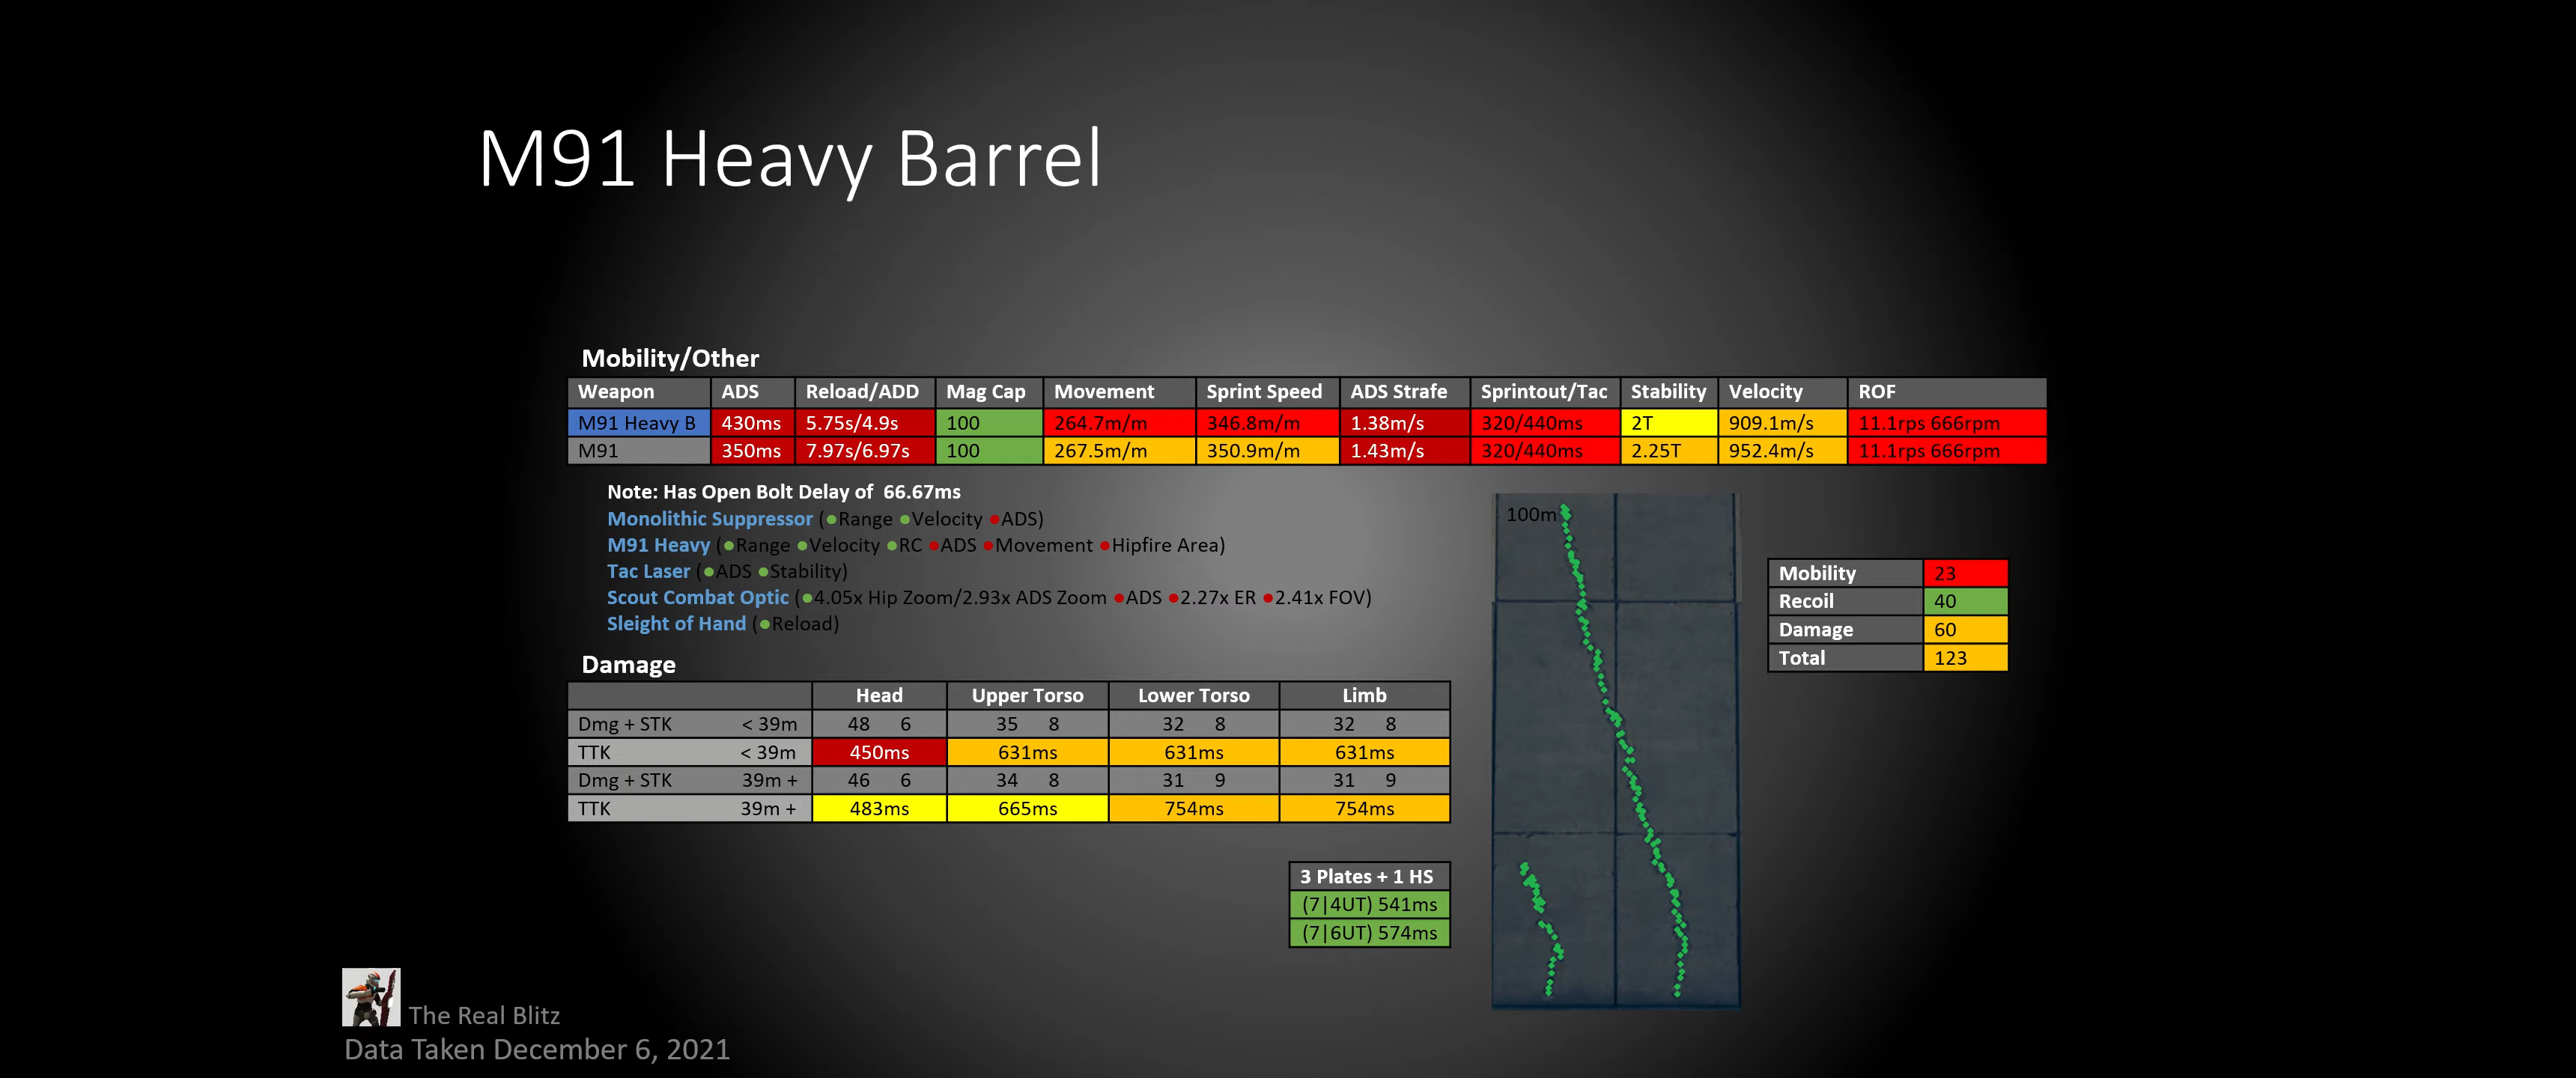 M91 Heavy Barrel
Mobility/Other
Weapon ADS Reload/ADD Mag Cap Movement Sprint Speed ADS Strafe Sprintout/Tac Stability Velocity ROF
M91 Heavy B 430ms 5.75s/4.9s 100 264.7m/m 346.8m/m 1.38m/s 320/440ms 2T 909.1m/s 11.1rps 666rpm
M91 350ms 7.97s/6.97s 100 267.5m/m 350.9m/m 1.43m/s 320/440ms 2.25T 952.4m/s 11.1rps 666rpm
Note: Has Open Bolt Delay of 66.67ms
Monolithic Suppressor (●Range ●Velocity ●ADS)
M91 Heavy (●Range ●Velocity ●RC ●ADS ●Movement ●Hipfire Area)
Tac Laser (●ADS ●Stability)
Scout Combat Optic (●4.05x Hip Zoom/2.93x ADS Zoom ●ADS ●2.27x ER ●2.41x FOV)
Sleight of Hand (●Reload)
100m
Mobility 23
Recoil 40
Damage 60
Total 123
Damage
Head Upper Torso Lower Torso Limb
Dmg + STK < 39m 48 6 35 8 32 8 32 8
TTK < 39m 450ms 631ms 631ms 631ms
Dmg + STK 39m + 46 6 34 8 31 9 31 9
TTK 39m + 483ms 665ms 754ms 754ms
3 Plates + 1 HS
(7|4UT) 541ms
(7|6UT) 574ms
The Real Blitz
Data Taken December 6, 2021